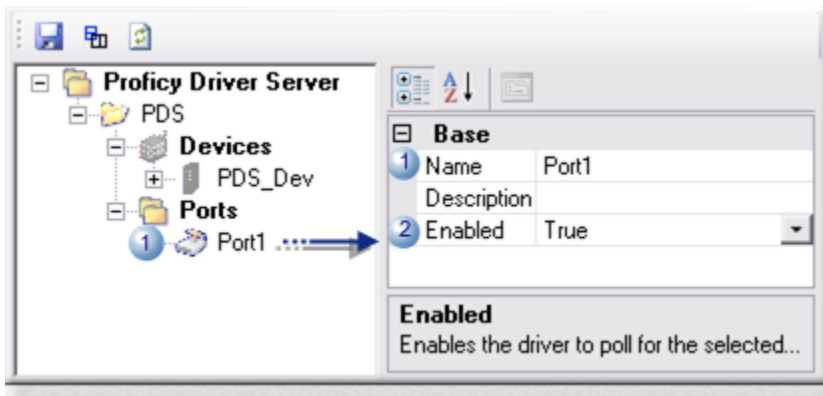 Proficy Driver Server
PDS
Devices
PDS_Dev
Ports
1 Port1
A
Z
Base
1 Name Port1
Description
2 Enabled True
Enabled
Enables the driver to poll for the selected...